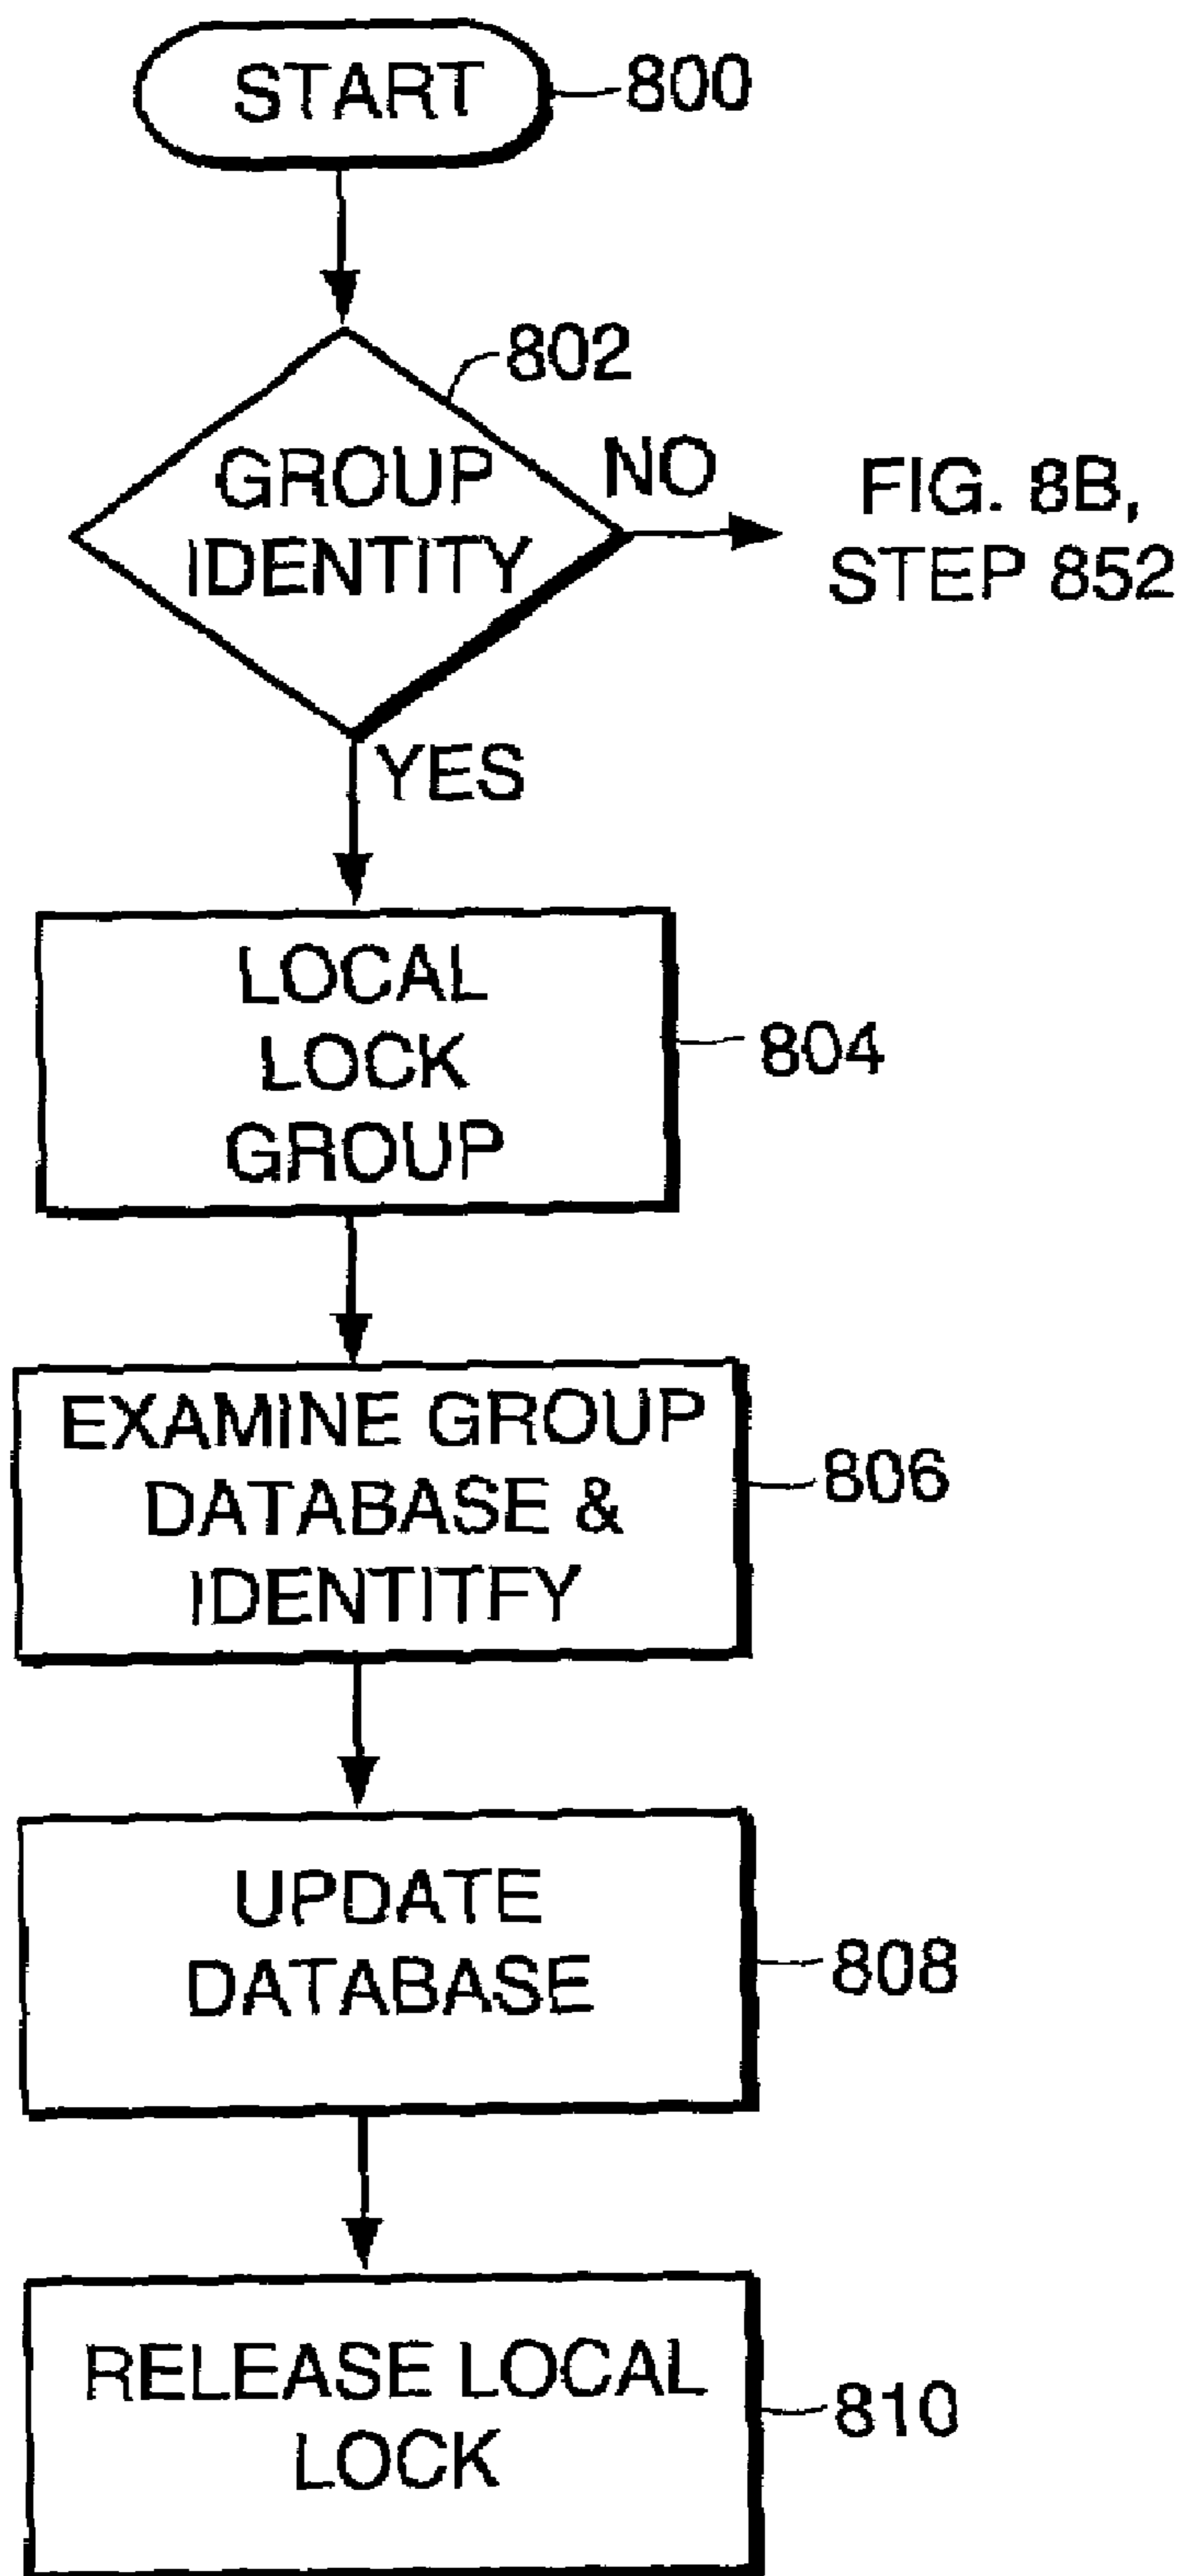 START
800
802
GROUP
IDENTITY
NO
FIG. 8B,
STEP 852
YES
LOCAL
LOCK
GROUP
804
EXAMINE GROUP
DATABASE &
IDENTITFY
806
UPDATE
DATABASE
808
RELEASE LOCAL
LOCK
810